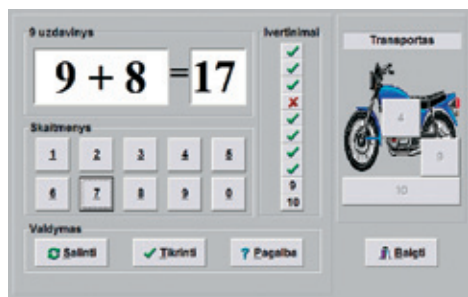 9 uzdavinys
9 + 8 = 17
Skaitmenys
1 2 3 4 5
6 7 8 9 0
Valdymas
Šalinti Tikrinti ? Pagalba
Ivertinimai
9
10
Transportas
4
9
10
Baigti